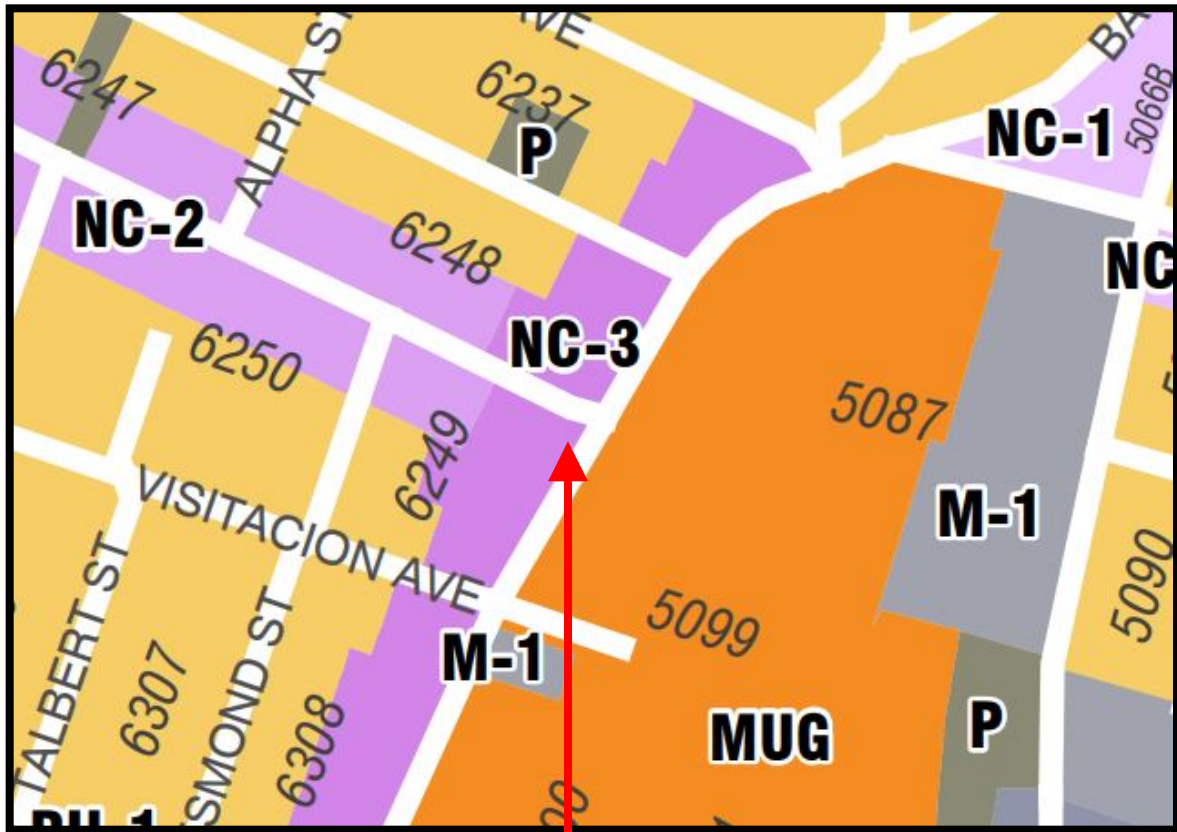 AVE
BA
6247
ALPHA ST
6237
P
NC-1
5066B
NC-2
6248
NC
NC-3
6250
5087
6249
M-1
VISITACION AVE
5090
TALBERT ST
5099
M-1
6307
SMOND ST
6308
MUG
P